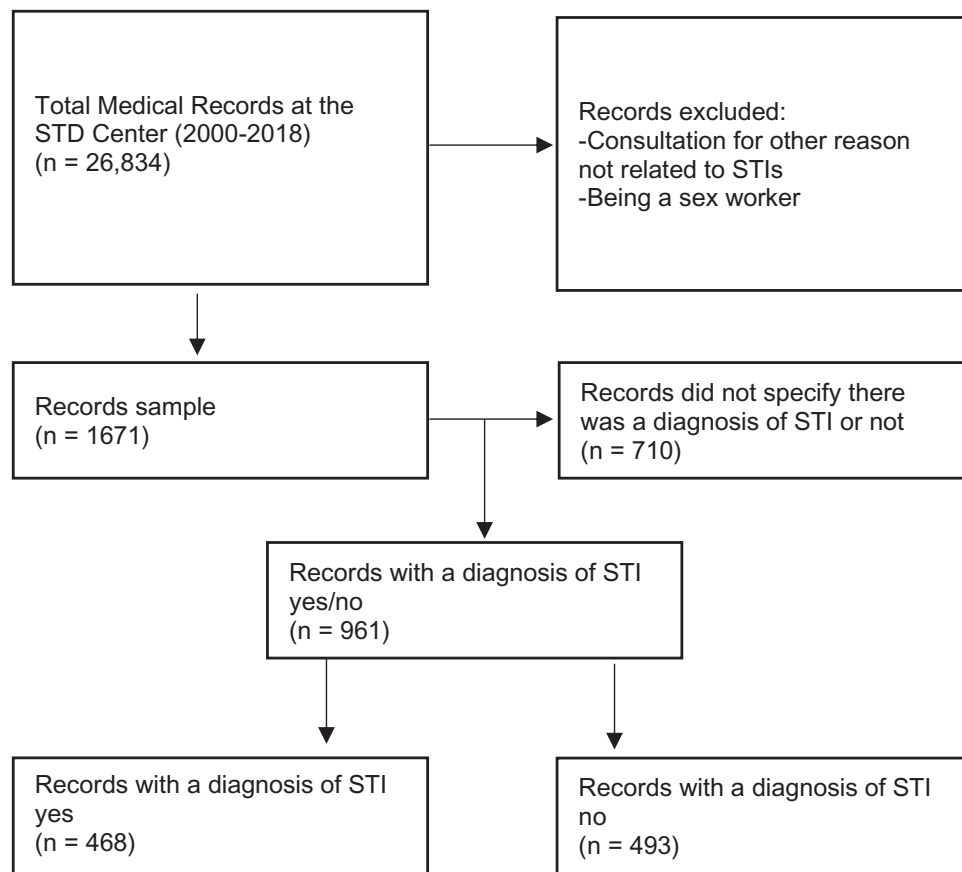 Total Medical Records at the
STD Center (2000-2018)
(n = 26,834)
Records excluded:
-Consultation for other reason
not related to STIs
-Being a sex worker
Records sample
(n = 1671)
Records did not specify there
was a diagnosis of STI or not
(n = 710)
Records with a diagnosis of STI
yes/no
(n = 961)
Records with a diagnosis of STI
yes
(n = 468)
Records with a diagnosis of STI
no
(n = 493)